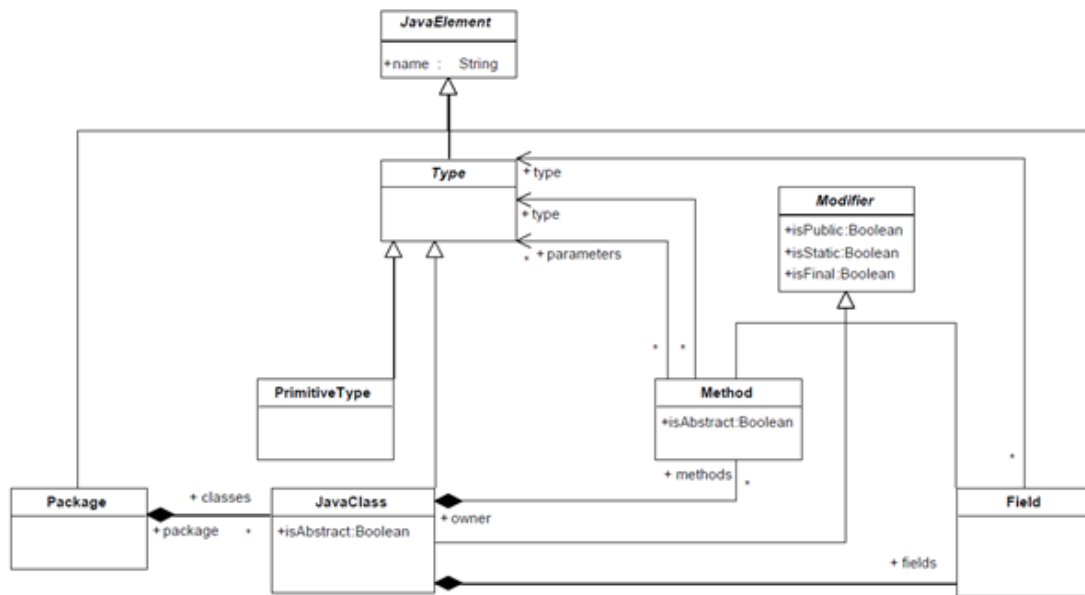 JavaElement
+name : String
Type
+ type
+ type
* + parameters
Modifier
+isPublic:Boolean
+isStatic:Boolean
+isFinal:Boolean
* *
PrimitiveType
Method
+isAbstract:Boolean
*
+ methods *
Package
+ classes
+ package *
JavaClass
+isAbstract:Boolean
+ owner
Field
+ fields